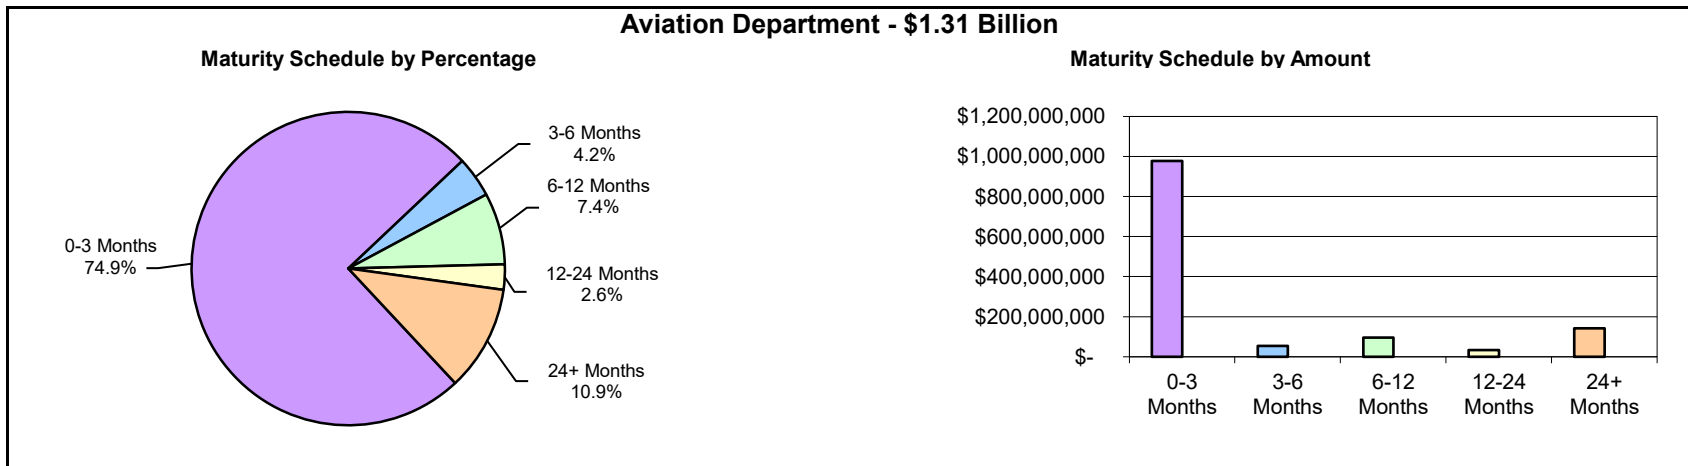 Aviation Department - $1.31 Billion
Maturity Schedule by Percentage
3-6 Months
4.2%
6-12 Months
7.4%
0-3 Months
74.9%
12-24 Months
2.6%
24+ Months
10.9%
Maturity Schedule by Amount
$1,200,000,000
$1,000,000,000
$800,000,000
$600,000,000
$400,000,000
$200,000,000
$-
0-3 3-6 6-12 12-24 24+
Months Months Months Months Months